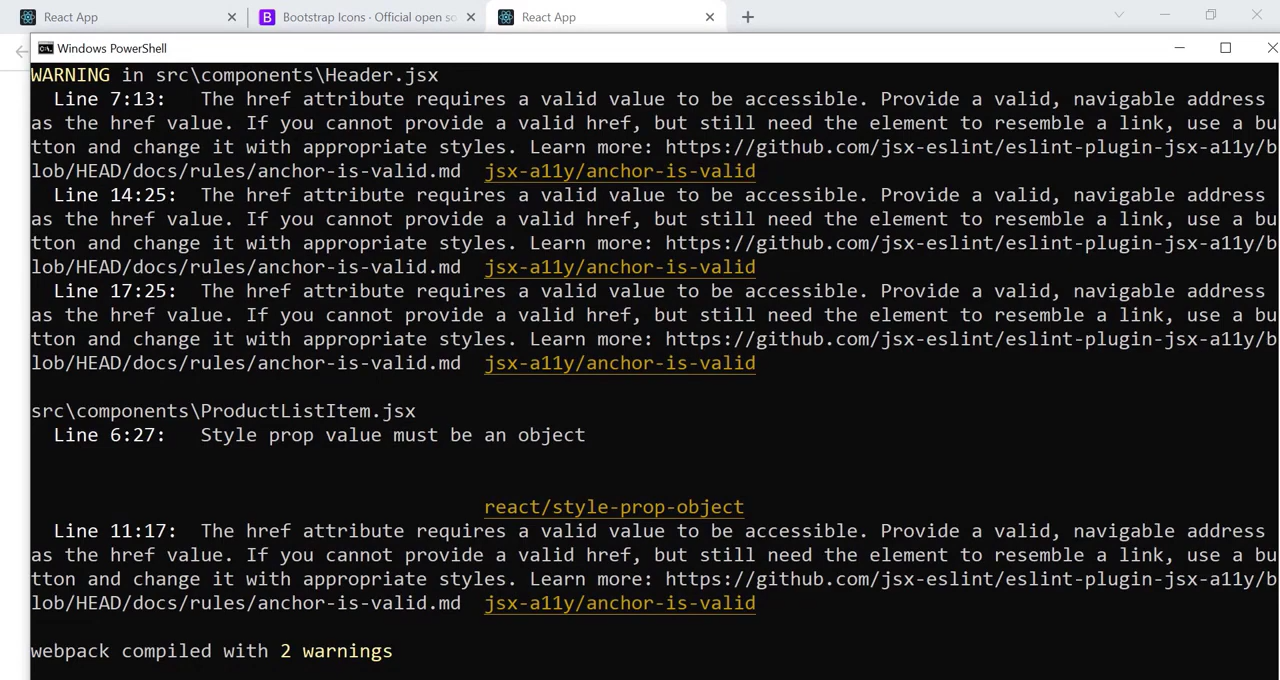 React App
Bootstrap Icons · Official open so
React App
Windows PowerShell
WARNING in src\components\Header.jsx
Line 7:13: The href attribute requires a valid value to be accessible. Provide a valid, navigable address
as the href value. If you cannot provide a valid href, but still need the element to resemble a link, use a bu
tton and change it with appropriate styles. Learn more: https://github.com/jsx-eslint/eslint-plugin-jsx-a11y/b
lob/HEAD/docs/rules/anchor-is-valid.md jsx-a11y/anchor-is-valid
Line 14:25: The href attribute requires a valid value to be accessible. Provide a valid, navigable address
as the href value. If you cannot provide a valid href, but still need the element to resemble a link, use a bu
tton and change it with appropriate styles. Learn more: https://github.com/jsx-eslint/eslint-plugin-jsx-a11y/b
lob/HEAD/docs/rules/anchor-is-valid.md jsx-a11y/anchor-is-valid
Line 17:25: The href attribute requires a valid value to be accessible. Provide a valid, navigable address
as the href value. If you cannot provide a valid href, but still need the element to resemble a link, use a bu
tton and change it with appropriate styles. Learn more: https://github.com/jsx-eslint/eslint-plugin-jsx-a11y/b
lob/HEAD/docs/rules/anchor-is-valid.md jsx-a11y/anchor-is-valid
src\components\ProductListItem.jsx
Line 6:27: Style prop value must be an object
react/style-prop-object
Line 11:17: The href attribute requires a valid value to be accessible. Provide a valid, navigable address
as the href value. If you cannot provide a valid href, but still need the element to resemble a link, use a bu
tton and change it with appropriate styles. Learn more: https://github.com/jsx-eslint/eslint-plugin-jsx-a11y/b
lob/HEAD/docs/rules/anchor-is-valid.md jsx-a11y/anchor-is-valid
webpack compiled with 2 warnings